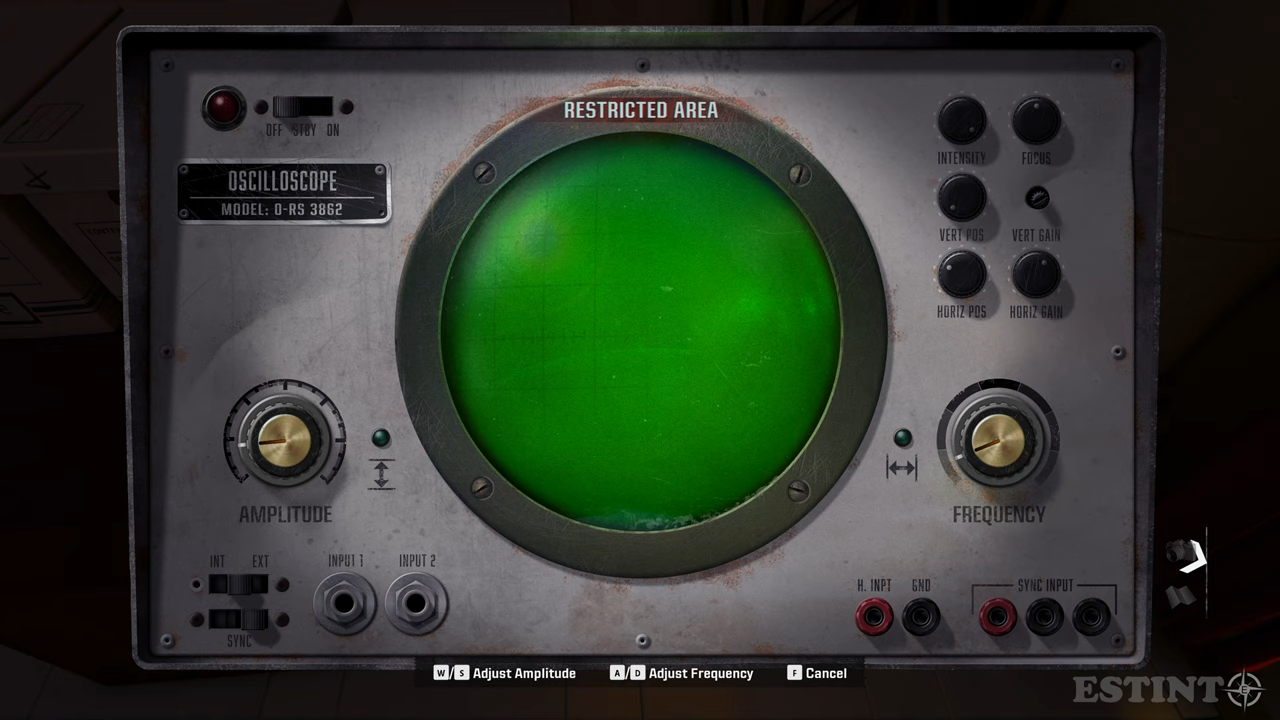 RESTRICTED AREA
OFF STBY ON
OSCILLOSCOPE
MODEL: O-RS 3862
INTENSITY
FOCUS
VERT POS
VERT GAIN
HORIZ POS
HORIZ GAIN
AMPLITUDE
FREQUENCY
INT EXT
INPUT 1
INPUT 2
SYNC
H. INPT
GND
SYNC INPUT
W/S Adjust Amplitude
A/D Adjust Frequency
F Cancel
ESTINT